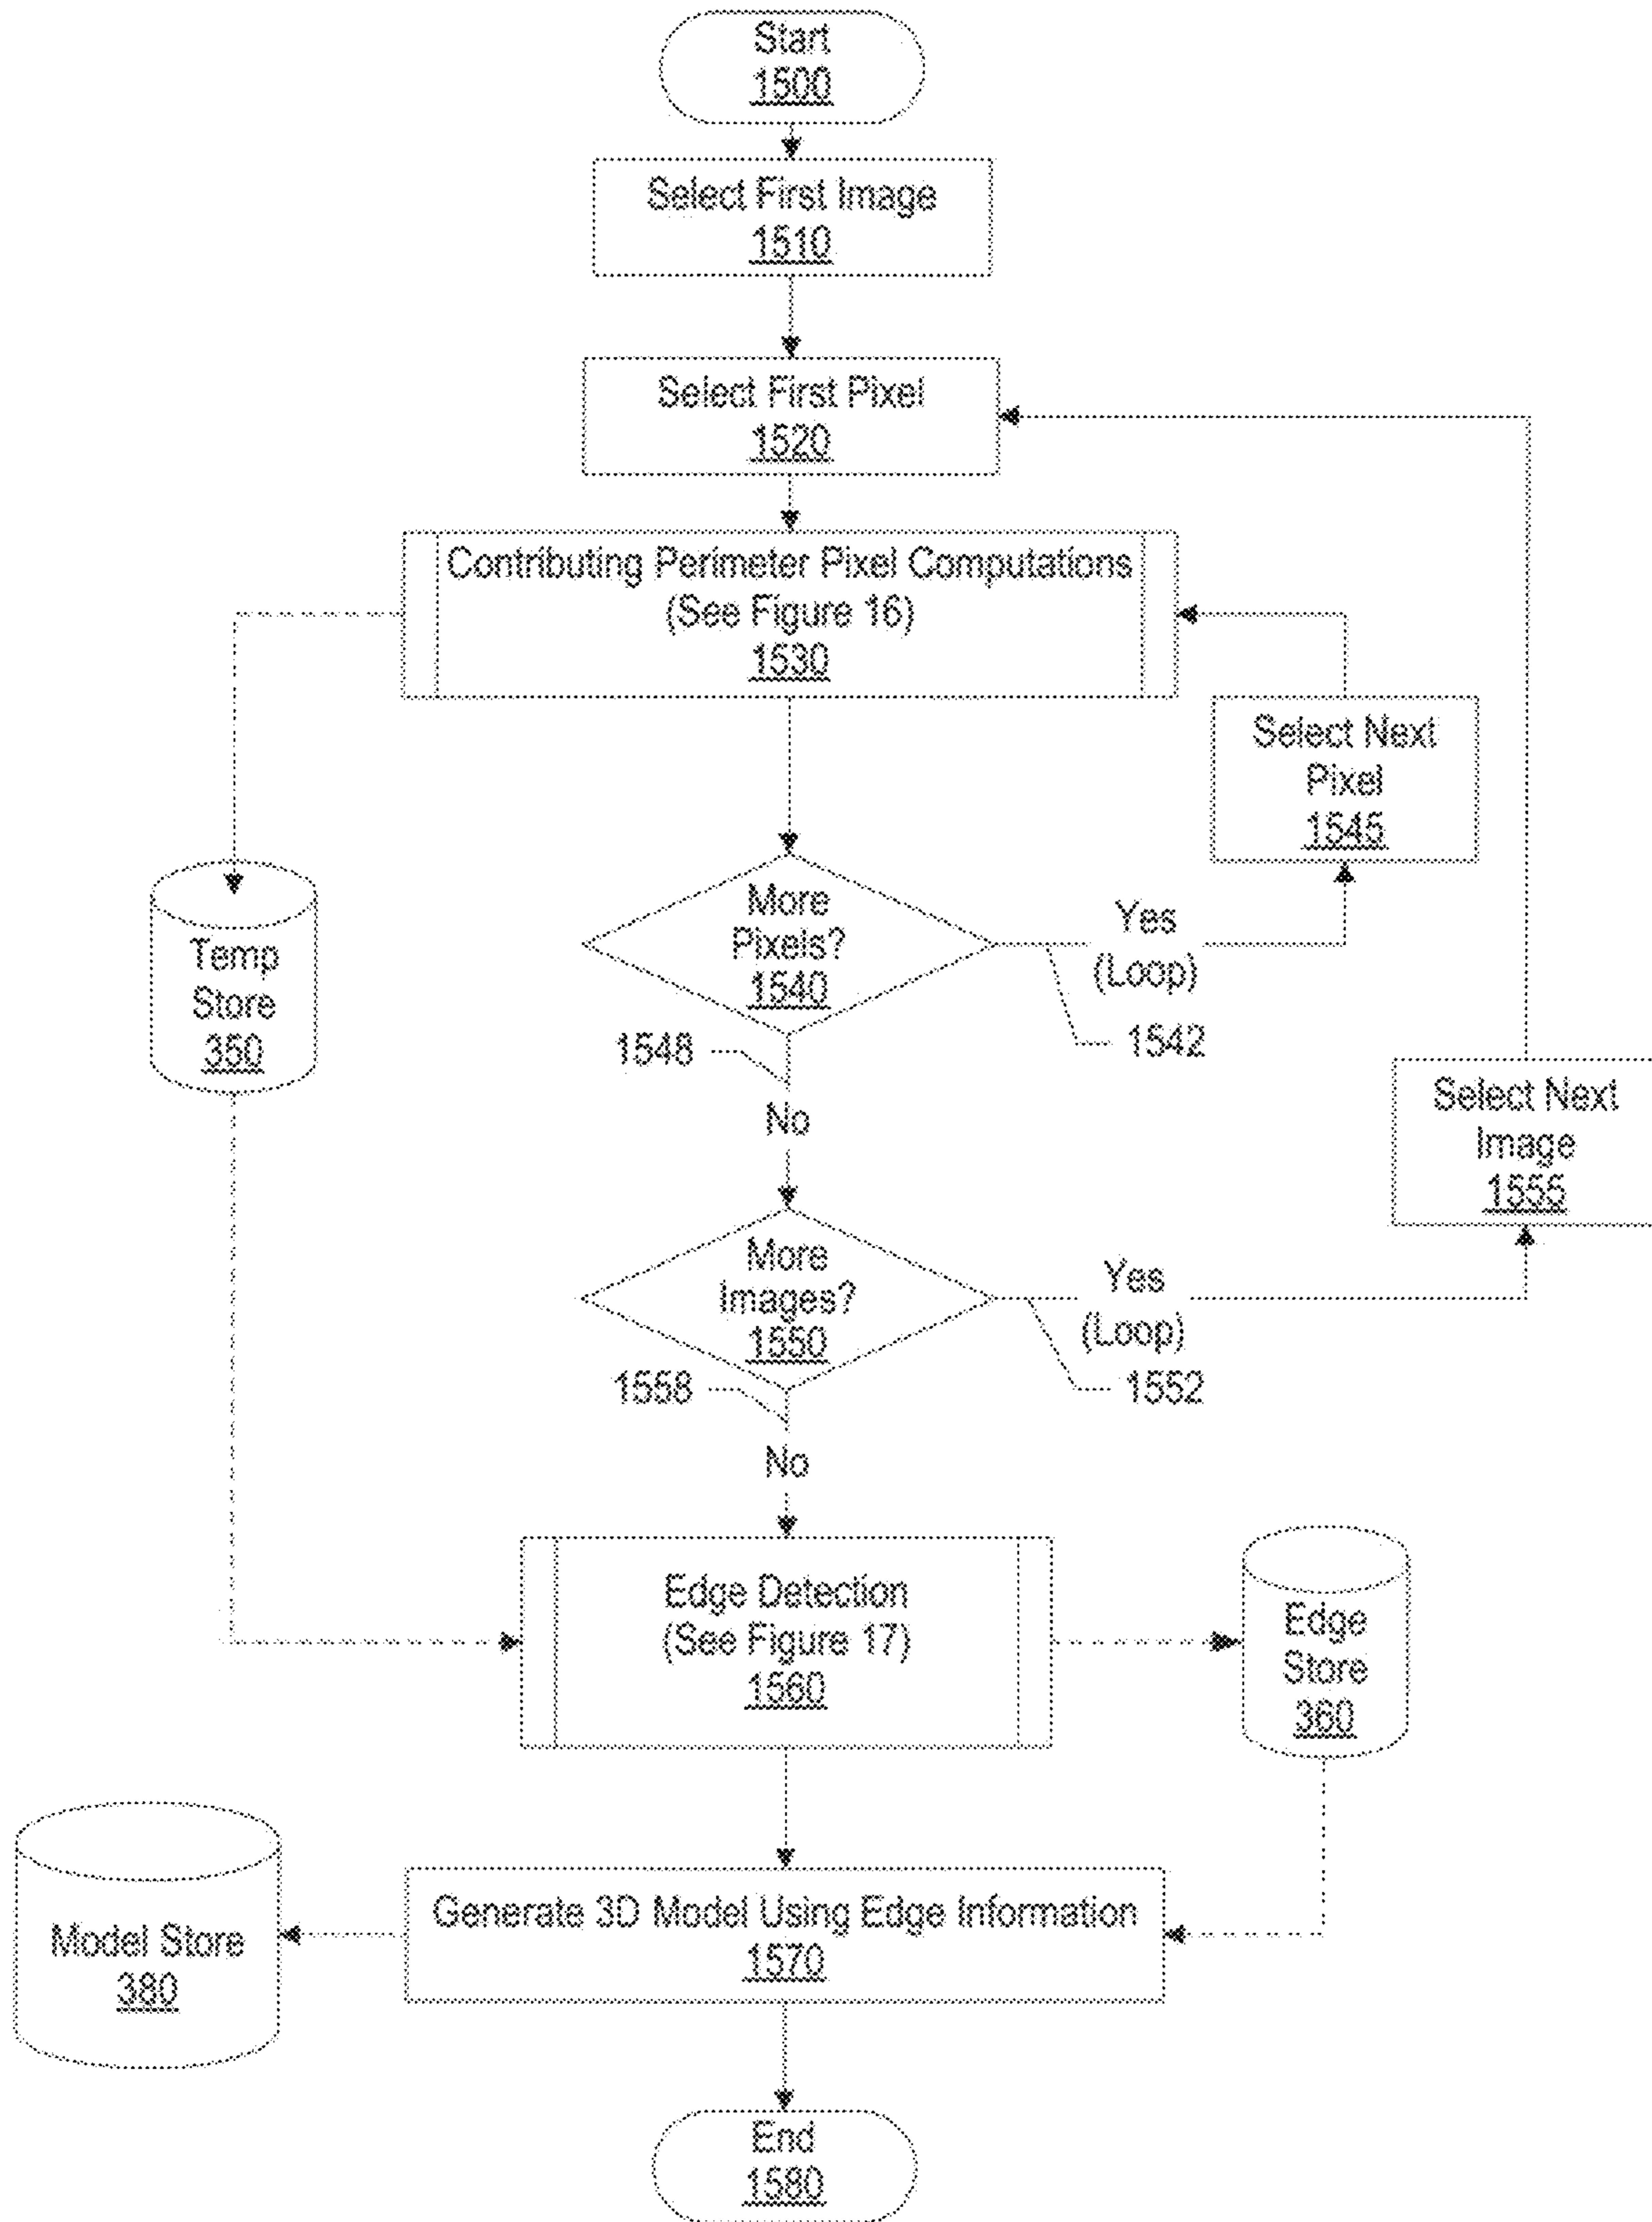 Start
1500
Select First Image
1510
Select First Pixel
1520
Contributing Perimeter Pixel Computations
(See Figure 16)
1530
Select Next
Pixel
1545
More
Pixels?
1540
Yes
(Loop)
1542
Temp
Store
350
1548
No
Select Next
Image
1555
More
Images?
1550
Yes
(Loop)
1552
1558
No
Edge Detection
(See Figure 17)
1560
Edge
Store
360
Generate 3D Model Using Edge Information
1570
Model Store
380
End
1580